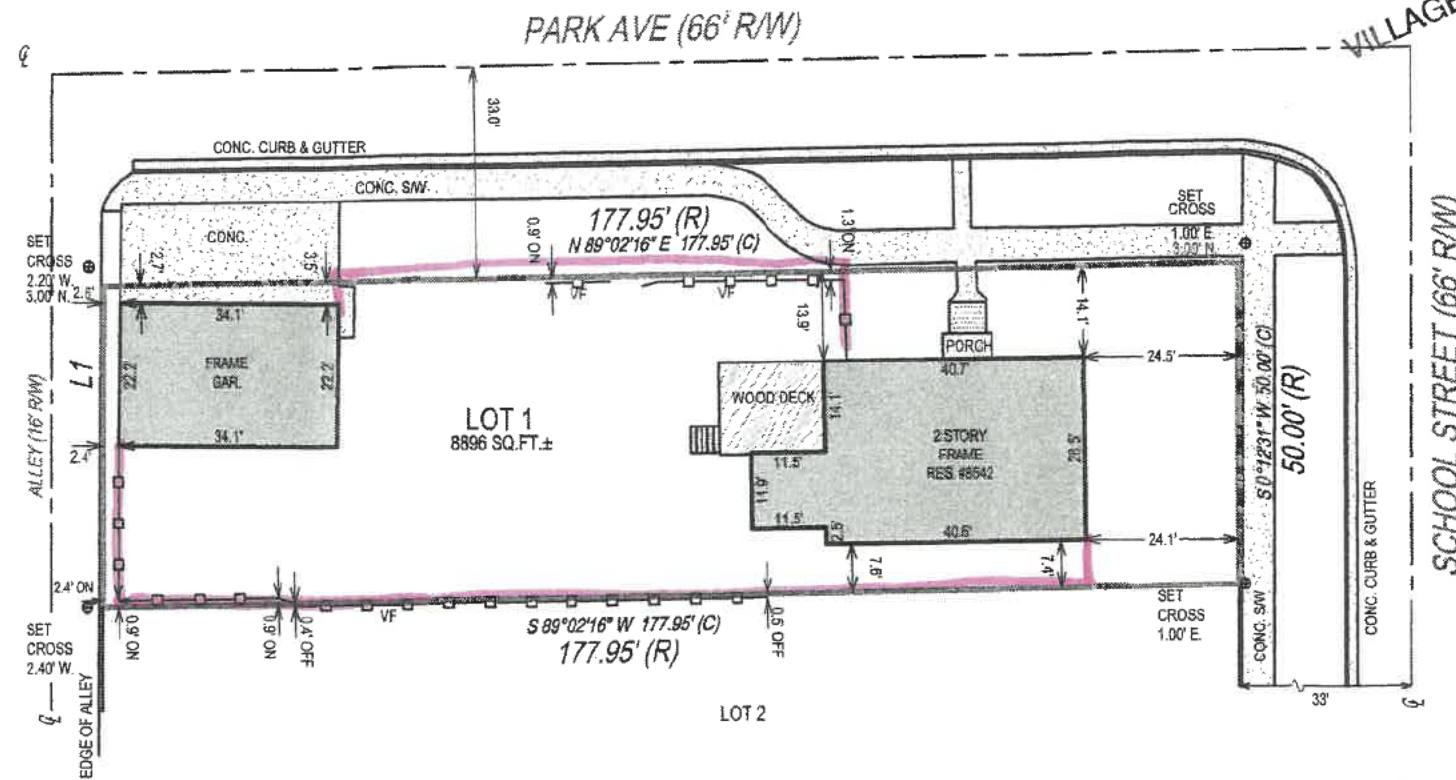 PARK AVE (66' R/W)
VILLAGE
33.0'
CONC. CURB & GUTTER
CONC. S/W
177.95' (R)
N 89°02'16" E 177.95' (C)
0.9' ON
1.3' ON
SET
CROSS
1.00' E.
3.00' N.
CONC.
2.7'
3.5'
SET
CROSS
2.20' W.
3.00' N.
2.6'
VF
VF
34.1'
13.9'
14.1'
PORCH
24.5'
40.7'
L1
22.2'
FRAME
GAR.
22.2'
WOOD DECK
14.1'
LOT 1
8896 SQ.FT.±
34.1'
2.4'
ALLEY (16' R/W)
2 STORY
FRAME
RES. #8542
11.5'
11.9'
11.5'
2.5'
40.6'
S 0°12'31" W 50.00' (C)
50.00' (R)
SCHOOL STREET (66' R/W)
24.1'
7.6'
7.4'
2.4' ON
SET
CROSS
2.40' W.
0.9' ON
0.9' ON
0.4' OFF
VF
0.5' OFF
S 89°02'16" W 177.95' (C)
177.95' (R)
SET
CROSS
1.00' E.
CONC. S/W
CONC. CURB & GUTTER
33'
LOT 2
EDGE OF ALLEY